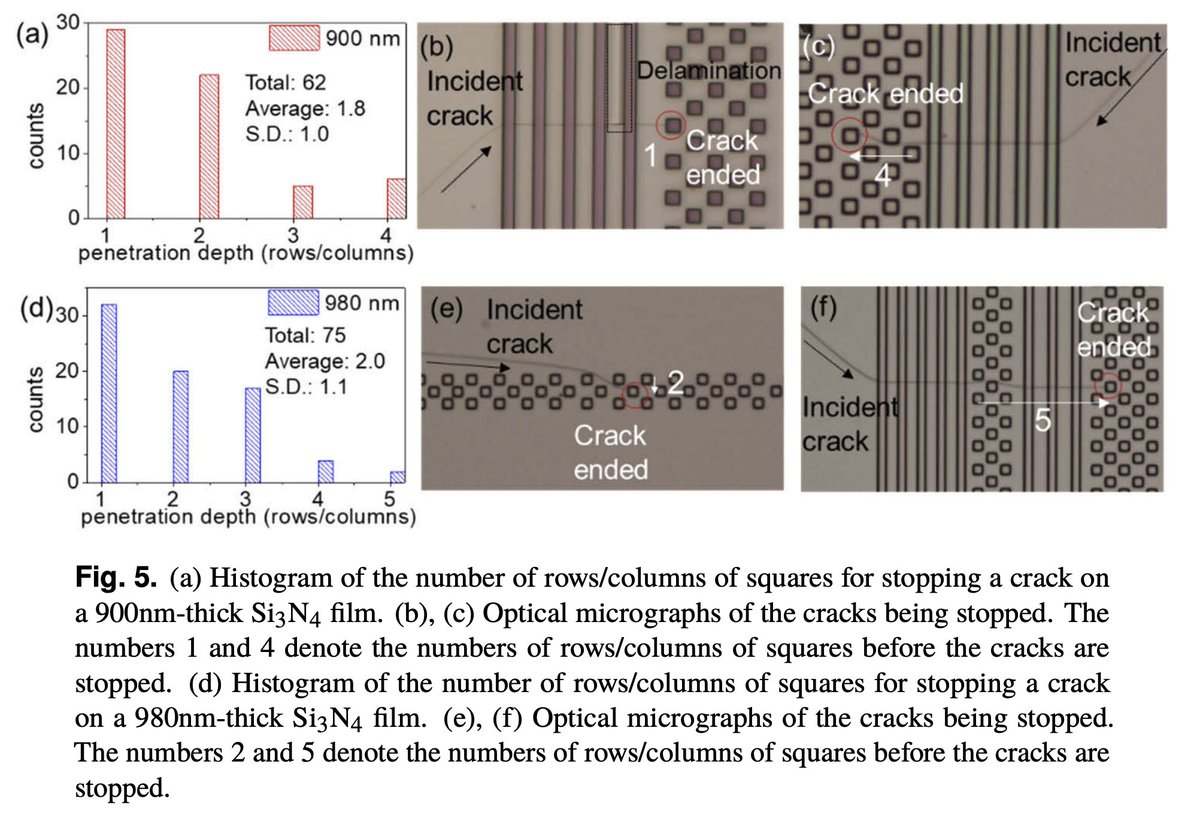 (a)
30
20
10
0
counts
900 nm
Total: 62
Average: 1.8
S.D.: 1.0
1 2 3 4
penetration depth (rows/columns)
(b)
Incident
crack
Delamination
1
Crack
ended
(c)
Incident
crack
Crack ended
4
(d)
30
20
10
0
counts
980 nm
Total: 75
Average: 2.0
S.D.: 1.1
1 2 3 4 5
penetration depth (rows/columns)
(e) Incident
crack
2
Crack
ended
(f)
Crack
ended
Incident
crack
5
Fig. 5. (a) Histogram of the number of rows/columns of squares for stopping a crack on
a 900nm-thick Si3N4 film. (b), (c) Optical micrographs of the cracks being stopped. The
numbers 1 and 4 denote the numbers of rows/columns of squares before the cracks are
stopped. (d) Histogram of the number of rows/columns of squares for stopping a crack
on a 980nm-thick Si3N4 film. (e), (f) Optical micrographs of the cracks being stopped.
The numbers 2 and 5 denote the numbers of rows/columns of squares before the cracks are
stopped.